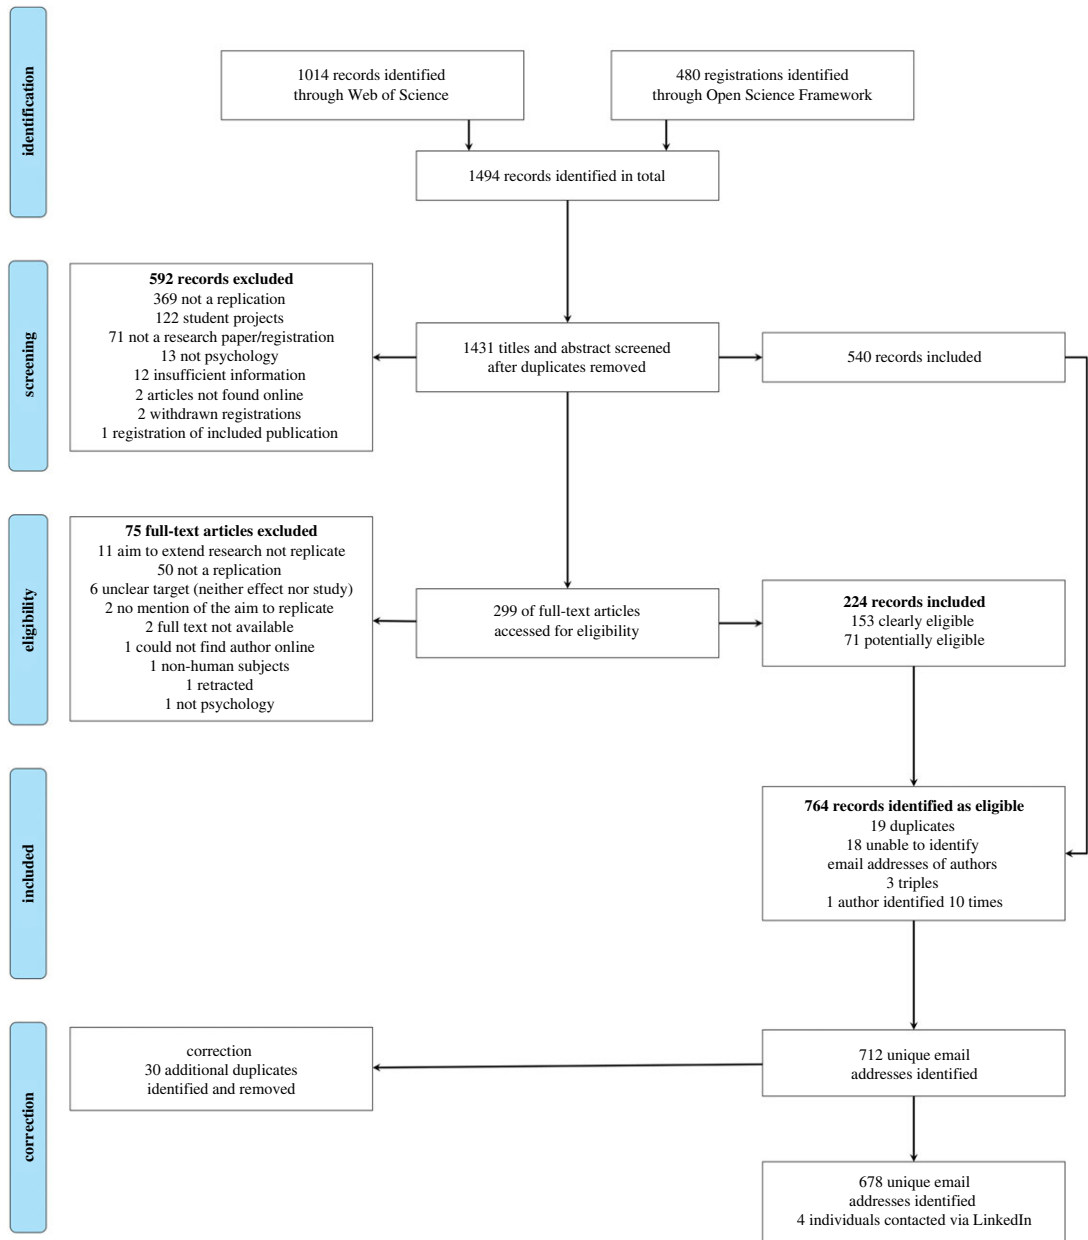 identification
1014 records identified
through Web of Science
480 registrations identified
through Open Science Framework
1494 records identified in total
screening
592 records excluded
369 not a replication
122 student projects
71 not a research paper/registration
13 not psychology
12 insufficient information
2 articles not found online
2 withdrawn registrations
1 registration of included publication
1431 titles and abstract screened
after duplicates removed
540 records included
eligibility
75 full-text articles excluded
11 aim to extend research not replicate
50 not a replication
6 unclear target (neither effect nor study)
2 no mention of the aim to replicate
2 full text not available
1 could not find author online
1 non-human subjects
1 retracted
1 not psychology
299 of full-text articles
accessed for eligibility
224 records included
153 clearly eligible
71 potentially eligible
included
764 records identified as eligible
19 duplicates
18 unable to identify
email addresses of authors
3 triples
1 author identified 10 times
correction
correction
30 additional duplicates
identified and removed
712 unique email
addresses identified
678 unique email
addresses identified
4 individuals contacted via LinkedIn